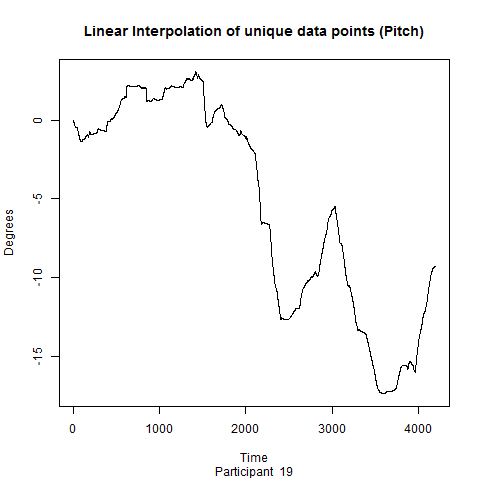 Linear Interpolation of unique data points (Pitch)
0
-5
-10
-15
Degrees
0 1000 2000 3000 4000
Time
Participant 19